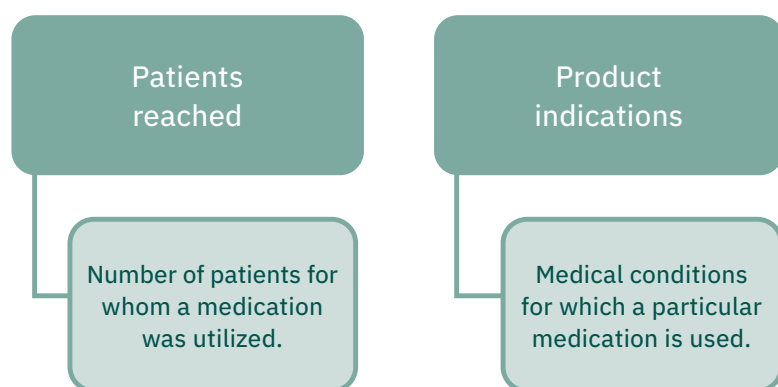 Patients
reached
Number of patients for
whom a medication
was utilized.
Product
indications
Medical conditions
for which a particular
medication is used.